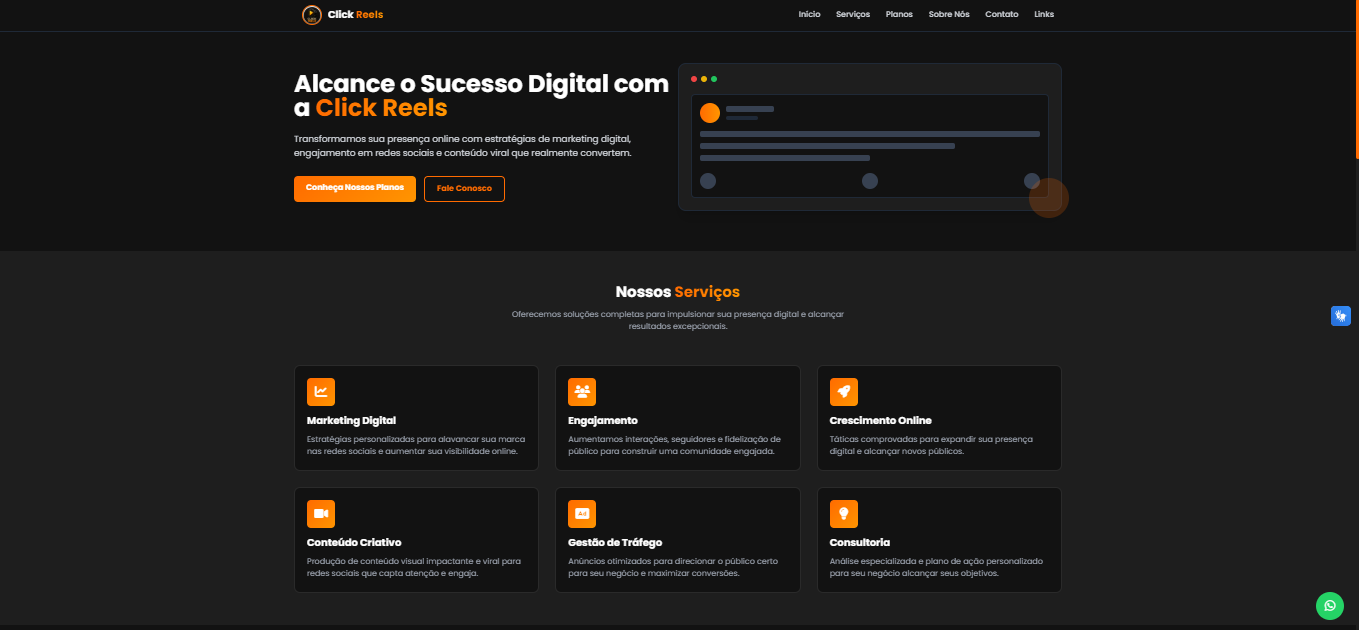 Click Reels
Início
Serviços
Planos
Sobre Nós
Contato
Links
Alcance o Sucesso Digital com
a Click Reels
Transformamos sua presença online com estratégias de marketing digital,
engajamento em redes sociais e conteúdo viral que realmente convertem.
Conheça Nossos Planos
Fale Conosco
Nossos Serviços
Oferecemos soluções completas para impulsionar sua presença digital e alcançar
resultados excepcionais.
Marketing Digital
Estratégias personalizadas para alavancar sua marca
nas redes sociais e aumentar sua visibilidade online.
Engajamento
Aumentamos interações, seguidores e fidelização de
público para construir uma comunidade engajada.
Crescimento Online
Táticas comprovadas para expandir sua presença
digital e alcançar novos públicos.
Conteúdo Criativo
Produção de conteúdo visual impactante e viral para
redes sociais que capta atenção e engaja.
Ad
Gestão de Tráfego
Anúncios otimizados para direcionar o público certo
para seu negócio e maximizar conversões.
Consultoria
Análise especializada e plano de ação personalizado
para seu negócio alcançar seus objetivos.